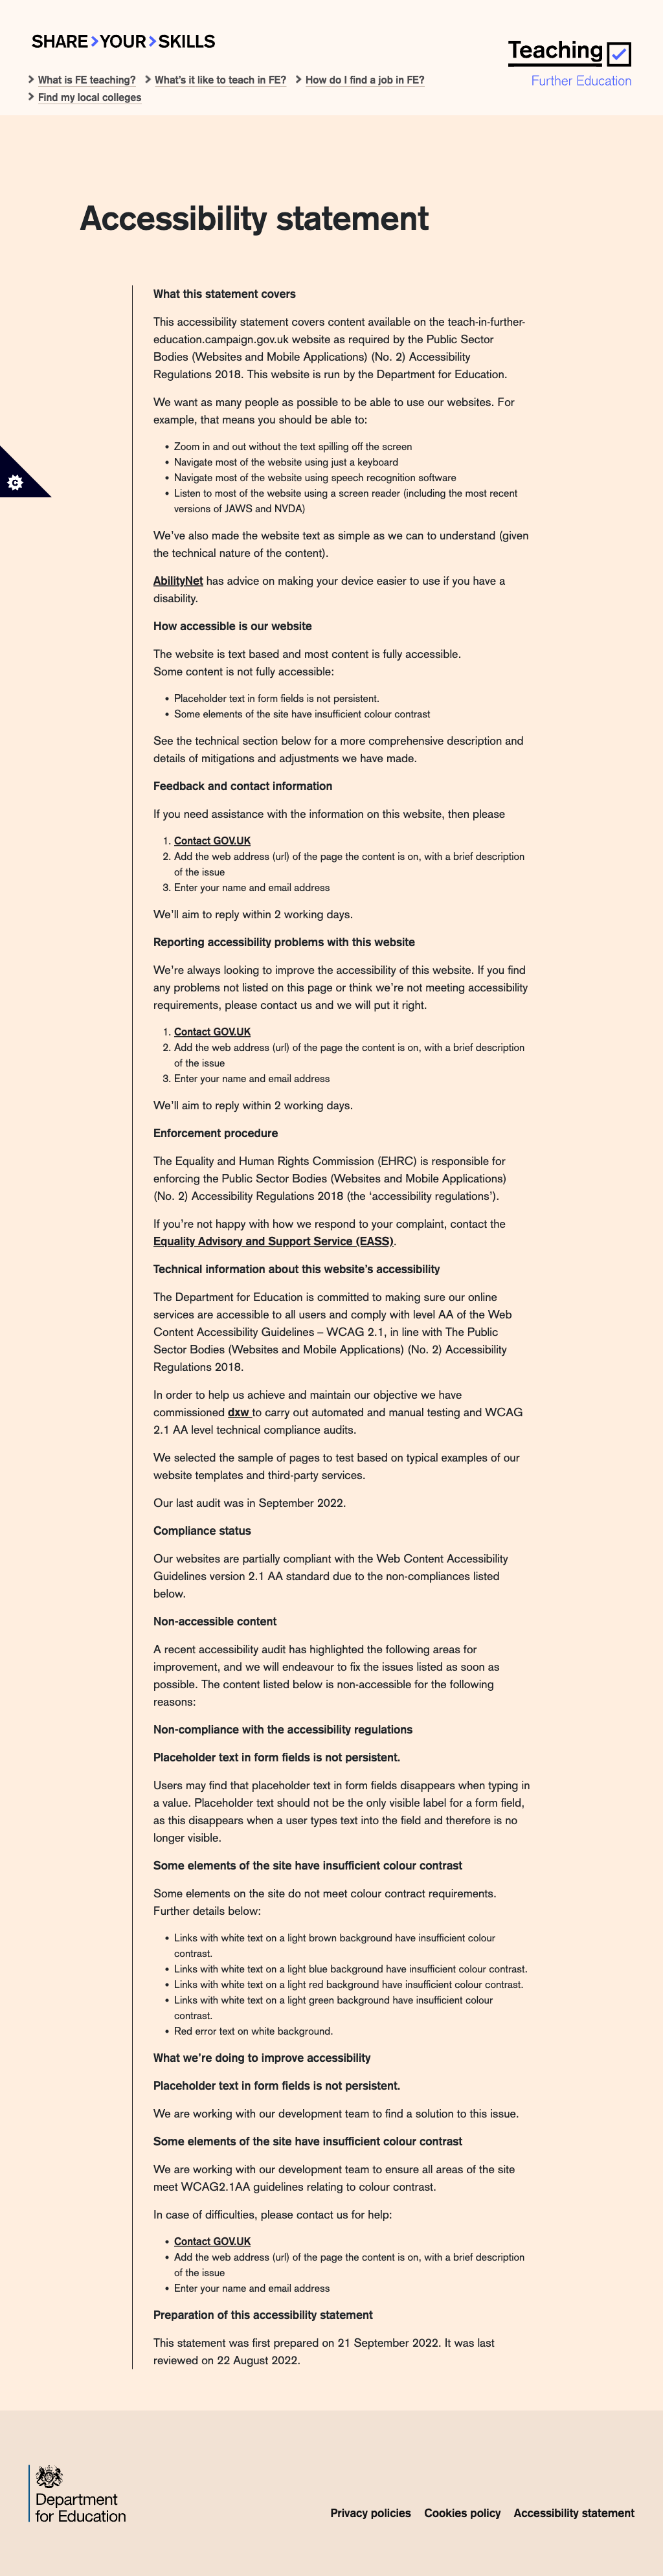 SHARE›YOUR›SKILLS
Teaching
Further Education
What is FE teaching? What's it like to teach in FE? How do I find a job in FE?
Find my local colleges
Accessibility statement
What this statement covers
This accessibility statement covers content available on the teach-in-further-
education.campaign.gov.uk website as required by the Public Sector
Bodies (Websites and Mobile Applications) (No. 2) Accessibility
Regulations 2018. This website is run by the Department for Education.
We want as many people as possible to be able to use our websites. For
example, that means you should be able to:
• Zoom in and out without the text spilling off the screen
• Navigate most of the website using just a keyboard
• Navigate most of the website using speech recognition software
• Listen to most of the website using a screen reader (including the most recent
versions of JAWS and NVDA)
We've also made the website text as simple as we can to understand (given
the technical nature of the content).
AbilityNet has advice on making your device easier to use if you have a
disability.
How accessible is our website
The website is text based and most content is fully accessible.
Some content is not fully accessible:
• Placeholder text in form fields is not persistent.
• Some elements of the site have insufficient colour contrast
See the technical section below for a more comprehensive description and
details of mitigations and adjustments we have made.
Feedback and contact information
If you need assistance with the information on this website, then please
1. Contact GOV.UK
2. Add the web address (url) of the page the content is on, with a brief description
of the issue
3. Enter your name and email address
We'll aim to reply within 2 working days.
Reporting accessibility problems with this website
We're always looking to improve the accessibility of this website. If you find
any problems not listed on this page or think we're not meeting accessibility
requirements, please contact us and we will put it right.
1. Contact GOV.UK
2. Add the web address (url) of the page the content is on, with a brief description
of the issue
3. Enter your name and email address
We'll aim to reply within 2 working days.
Enforcement procedure
The Equality and Human Rights Commission (EHRC) is responsible for
enforcing the Public Sector Bodies (Websites and Mobile Applications)
(No. 2) Accessibility Regulations 2018 (the 'accessibility regulations').
If you're not happy with how we respond to your complaint, contact the
Equality Advisory and Support Service (EASS).
Technical information about this website's accessibility
The Department for Education is committed to making sure our online
services are accessible to all users and comply with level AA of the Web
Content Accessibility Guidelines – WCAG 2.1, in line with The Public
Sector Bodies (Websites and Mobile Applications) (No. 2) Accessibility
Regulations 2018.
In order to help us achieve and maintain our objective we have
commissioned dxw to carry out automated and manual testing and WCAG
2.1 AA level technical compliance audits.
We selected the sample of pages to test based on typical examples of our
website templates and third-party services.
Our last audit was in September 2022.
Compliance status
Our websites are partially compliant with the Web Content Accessibility
Guidelines version 2.1 AA standard due to the non-compliances listed
below.
Non-accessible content
A recent accessibility audit has highlighted the following areas for
improvement, and we will endeavour to fix the issues listed as soon as
possible. The content listed below is non-accessible for the following
reasons:
Non-compliance with the accessibility regulations
Placeholder text in form fields is not persistent.
Users may find that placeholder text in form fields disappears when typing in
a value. Placeholder text should not be the only visible label for a form field,
as this disappears when a user types text into the field and therefore is no
longer visible.
Some elements of the site have insufficient colour contrast
Some elements on the site do not meet colour contract requirements.
Further details below:
• Links with white text on a light brown background have insufficient colour
contrast.
• Links with white text on a light blue background have insufficient colour contrast.
• Links with white text on a light red background have insufficient colour contrast.
• Links with white text on a light green background have insufficient colour
contrast.
• Red error text on white background.
What we're doing to improve accessibility
Placeholder text in form fields is not persistent.
We are working with our development team to find a solution to this issue.
Some elements of the site have insufficient colour contrast
We are working with our development team to ensure all areas of the site
meet WCAG2.1AA guidelines relating to colour contrast.
In case of difficulties, please contact us for help:
• Contact GOV.UK
• Add the web address (url) of the page the content is on, with a brief description
of the issue
• Enter your name and email address
Preparation of this accessibility statement
This statement was first prepared on 21 September 2022. It was last
reviewed on 22 August 2022.
Department
for Education
Privacy policies Cookies policy Accessibility statement